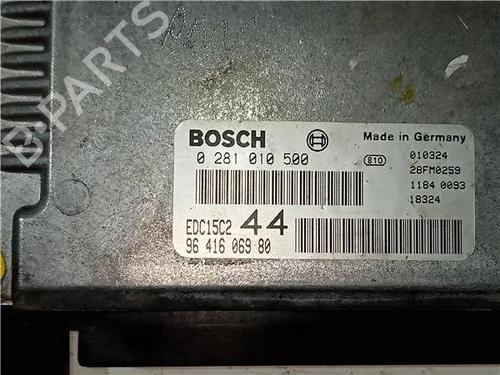 B-PARTS
BOSCH
Made in Germany
0 281 010 500
810
010324
28FM0259
1184 0093
18324
EDC15C2 44
96 416 069 80